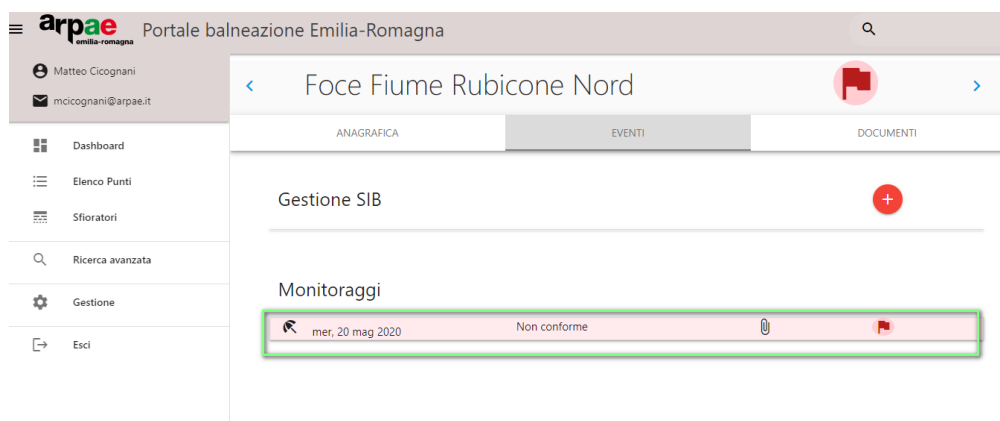 arpae
emilia-romagna
Portale balneazione Emilia-Romagna
Matteo Cicognani
mcicognani@arpae.it
Foce Fiume Rubicone Nord
ANAGRAFICA
EVENTI
DOCUMENTI
Dashboard
Elenco Punti
Sfioratori
Ricerca avanzata
Gestione
Esci
Gestione SIB
Monitoraggi
mer, 20 mag 2020
Non conforme